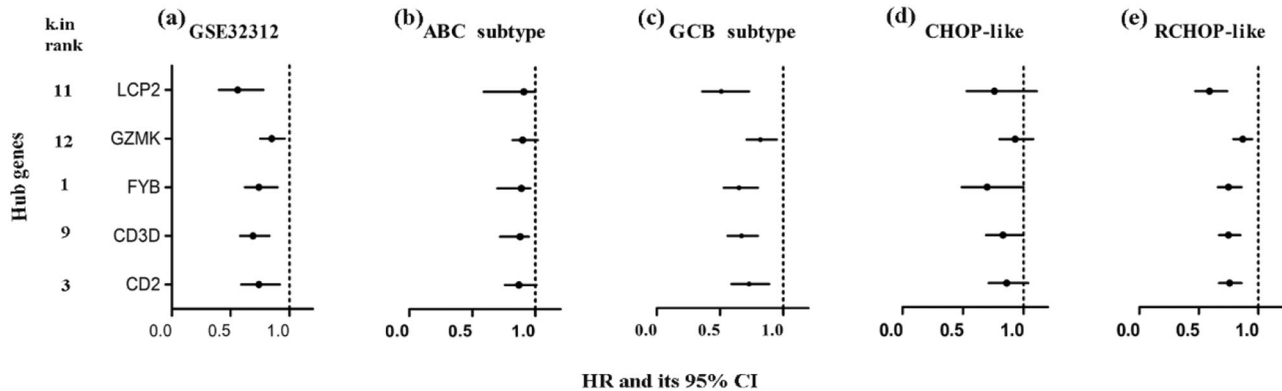 k.in
rank
(a) GSE32312
(b) ABC subtype
(c) GCB subtype
(d) CHOP-like
(e) RCHOP-like
Hub genes
11 LCP2
12 GZMK
1 FYB
9 CD3D
3 CD2
0.0 0.5 1.0
0.0 0.5 1.0
0.0 0.5 1.0
0.0 0.5 1.0
0.0 0.5 1.0
HR and its 95% CI